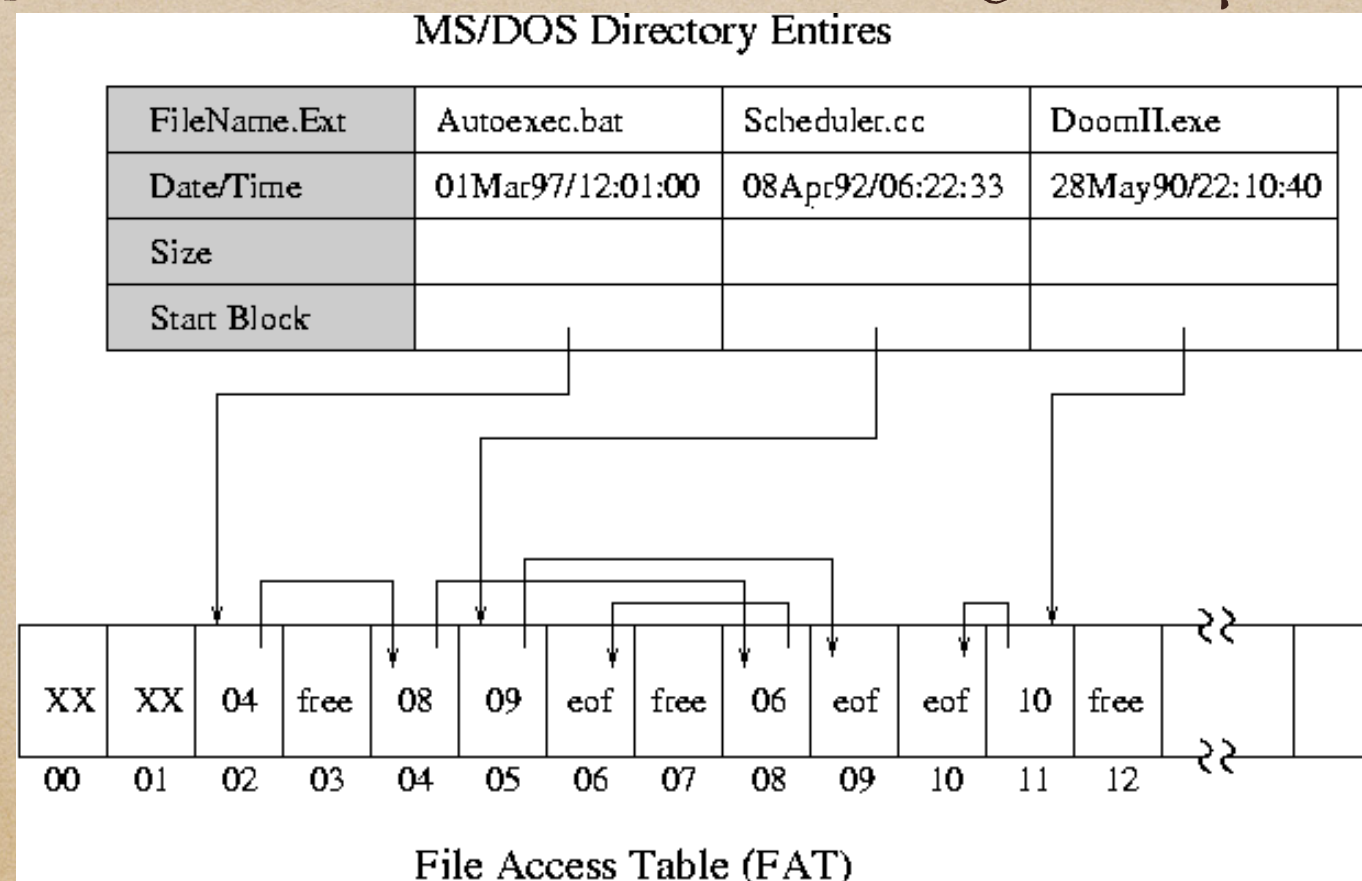 MS/DOS Directory Entires
FileName.Ext Autoexec.bat Scheduler.cc DoomII.exe
Date/Time 01Mar97/12:01:00 08Apr92/06:22:33 28May90/22:10:40
Size
Start Block
XX XX 04 free 08 09 eof free 06 eof eof 10 free
00 01 02 03 04 05 06 07 08 09 10 11 12
File Access Table (FAT)